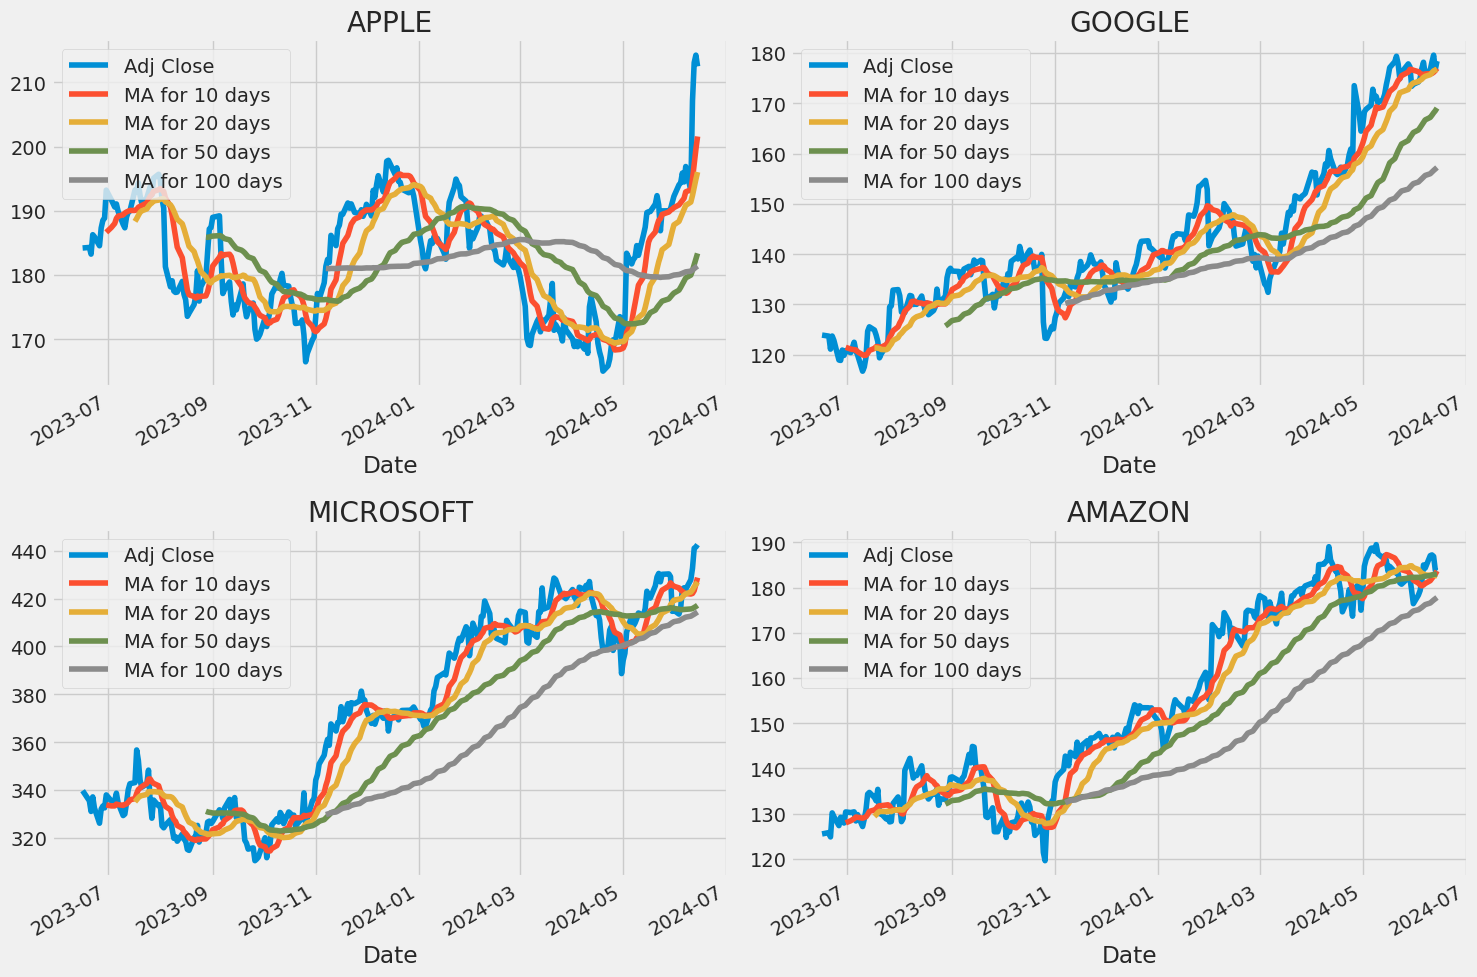 APPLE
Adj Close
MA for 10 days
MA for 20 days
MA for 50 days
MA for 100 days
210
200
190
180
170
2023-07
2023-09
2023-11
2024-01
2024-03
2024-05
2024-07
Date
GOOGLE
Adj Close
MA for 10 days
MA for 20 days
MA for 50 days
MA for 100 days
180
170
160
150
140
130
120
2023-07
2023-09
2023-11
2024-01
2024-03
2024-05
2024-07
Date
MICROSOFT
Adj Close
MA for 10 days
MA for 20 days
MA for 50 days
MA for 100 days
440
420
400
380
360
340
320
2023-07
2023-09
2023-11
2024-01
2024-03
2024-05
2024-07
Date
AMAZON
Adj Close
MA for 10 days
MA for 20 days
MA for 50 days
MA for 100 days
190
180
170
160
150
140
130
120
2023-07
2023-09
2023-11
2024-01
2024-03
2024-05
2024-07
Date